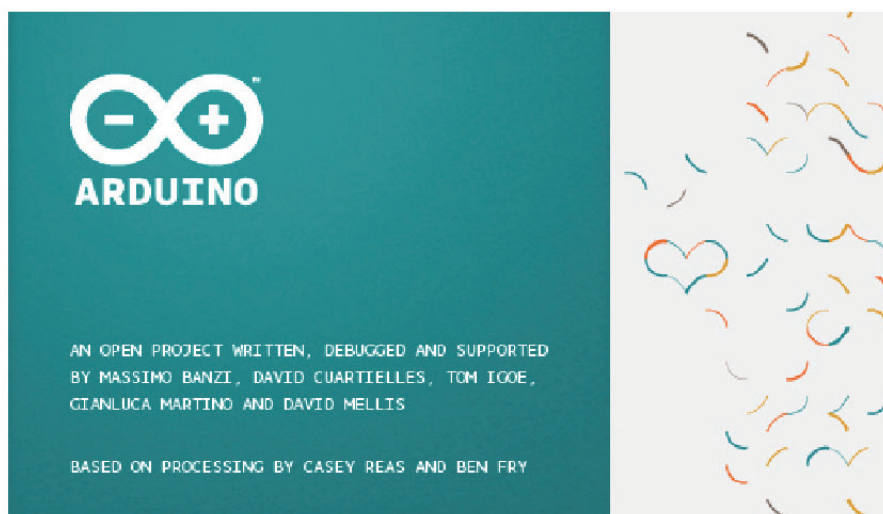 ARDUINO
AN OPEN PROJECT WRITTEN, DEBUGGED AND SUPPORTED
BY MASSIMO BANZI, DAVID CUARTIELLES, TOM IGOE,
GIANLUCA MARTINO AND DAVID MELLIS
BASED ON PROCESSING BY CASEY REAS AND BEN FRY